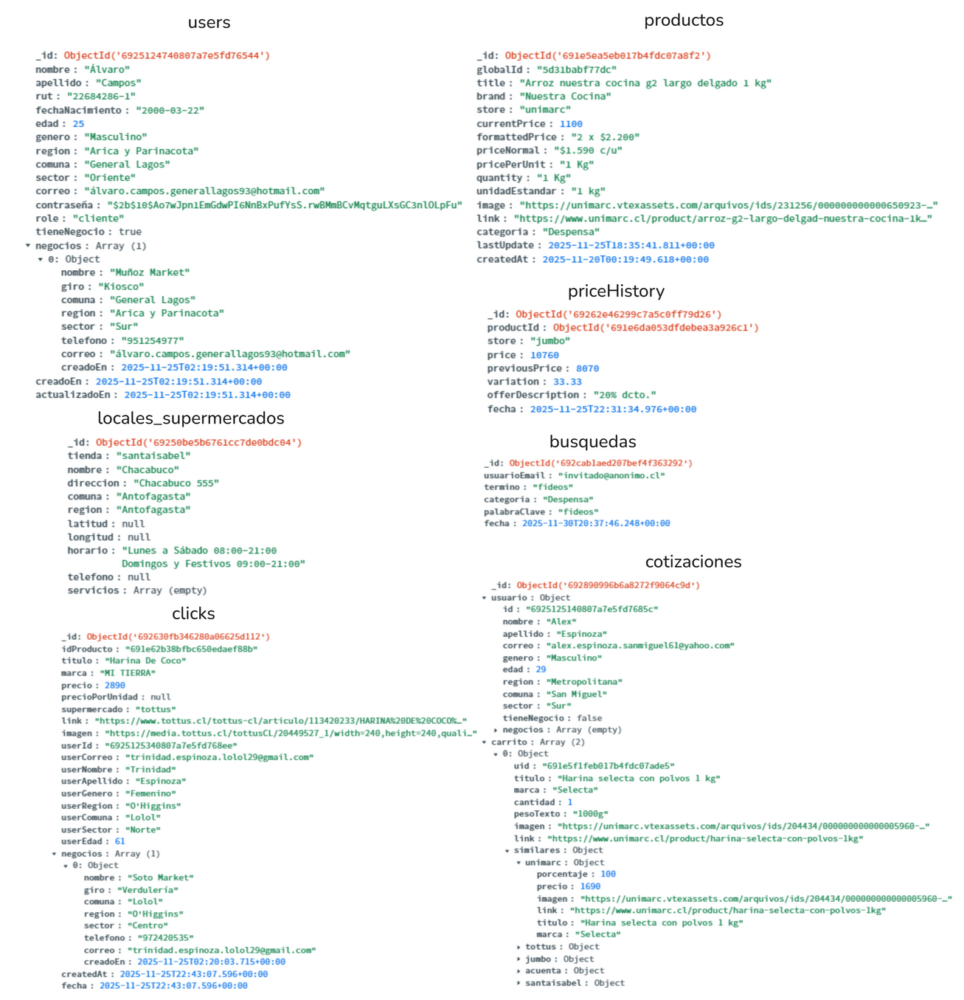 users
_id: ObjectId('6925124740807a7e5fd76544')
nombre : "Álvaro"
apellido : "Campos"
rut : "22684286-1"
fechaNacimiento : "2000-03-22"
edad : 25
genero : "Masculino"
region : "Arica y Parinacota"
comuna : "General Lagos"
sector : "Oriente"
correo : "álvaro.campos.generallagos93@hotmail.com"
contraseña : "$2b$10$Ao7wJpn1EmGdwPI6NnBxPufYsS.rwBMmBCvMqtguLXsGC3nlOLpFu"
role : "cliente"
tieneNegocio : true
negocios : Array (1)
0: Object
nombre : "Muñoz Market"
giro : "Kiosco"
comuna : "General Lagos"
region : "Arica y Parinacota"
sector : "Sur"
telefono : "951254977"
correo : "álvaro.campos.generallagos93@hotmail.com"
creadoEn : 2025-11-25T02:19:51.314+00:00
creadoEn : 2025-11-25T02:19:51.314+00:00
actualizadoEn : 2025-11-25T02:19:51.314+00:00
locales_supermercados
_id: ObjectId('69250be5b6761cc7de0bdc04')
tienda : "santaisabel"
nombre : "Chacabuco"
direccion : "Chacabuco 555"
comuna : "Antofagasta"
region : "Antofagasta"
latitud : null
longitud : null
horario : "Lunes a Sábado 08:00-21:00
Domingos y Festivos 09:00-21:00"
telefono : null
servicios : Array (empty)
clicks
_id: ObjectId('692630fb346280a06625d112')
idProducto : "691e62b38bfbc650edaef88b"
titulo : "Harina De Coco"
marca : "MI TIERRA"
precio : 2890
precioPorUnidad : null
supermercado : "tottus"
link : "https://www.tottus.cl/tottus-cl/articulo/113420233/HARINA%20DE%20COCO%…"
imagen : "https://media.tottus.cl/tottusCL/20449527_1/width=240,height=240,quali…"
userId : "6925125340807a7e5fd768ee"
userCorreo : "trinidad.espinoza.lolol29@gmail.com"
userNombre : "Trinidad"
userApellido : "Espinoza"
userGenero : "Femenino"
userRegion : "O'Higgins"
userComuna : "Lolol"
userSector : "Norte"
userEdad : 61
negocios : Array (1)
0: Object
nombre : "Soto Market"
giro : "Verdulería"
comuna : "Lolol"
region : "O'Higgins"
sector : "Centro"
telefono : "972420535"
correo : "trinidad.espinoza.lolol29@gmail.com"
creadoEn : 2025-11-25T02:20:03.715+00:00
createdAt : 2025-11-25T22:43:07.596+00:00
fecha : 2025-11-25T22:43:07.596+00:00
productos
_id: ObjectId('691e5ea5eb017b4fdc07a8f2')
globalId : "5d31babf77dc"
title : "Arroz nuestra cocina g2 largo delgado 1 kg"
brand : "Nuestra Cocina"
store : "unimarc"
currentPrice : 1100
formattedPrice : "2 x $2.200"
priceNormal : "$1.590 c/u"
pricePerUnit : "1 Kg"
quantity : "1 Kg"
unidadEstandar : "1 kg"
image : "https://unimarc.vtexassets.com/arquivos/ids/231256/000000000000650923-…"
link : "https://www.unimarc.cl/product/arroz-g2-largo-delgad-nuestra-cocina-1k…"
categoria : "Despensa"
lastUpdate : 2025-11-25T18:35:41.811+00:00
createdAt : 2025-11-20T00:19:49.618+00:00
priceHistory
_id: ObjectId('69262e46299c7a5c0ff79d26')
productId : ObjectId('691e6da053dfdebea3a926c1')
store : "jumbo"
price : 10760
previousPrice : 8070
variation : 33.33
offerDescription : "20% dcto."
fecha : 2025-11-25T22:31:34.976+00:00
busquedas
_id: ObjectId('692cab1aed207bef4f363292')
usuarioEmail : "invitado@anonimo.cl"
termino : "fideos"
categoria : "Despensa"
palabraClave : "fideos"
fecha : 2025-11-30T20:37:46.248+00:00
cotizaciones
_id: ObjectId('692890996b6a8272f9064c9d')
usuario : Object
id : "6925125140807a7e5fd7685c"
nombre : "Alex"
apellido : "Espinoza"
correo : "alex.espinoza.sanmiguel61@yahoo.com"
genero : "Masculino"
edad : 29
region : "Metropolitana"
comuna : "San Miguel"
sector : "Sur"
tieneNegocio : false
negocios : Array (empty)
carrito : Array (2)
0: Object
uid : "691e5f1feb017b4fdc07ade5"
titulo : "Harina selecta con polvos 1 kg"
marca : "Selecta"
cantidad : 1
pesoTexto : "1000g"
imagen : "https://unimarc.vtexassets.com/arquivos/ids/204434/000000000000005960-…"
link : "https://www.unimarc.cl/product/harina-selecta-con-polvos-1kg"
similares : Object
unimarc : Object
porcentaje : 100
precio : 1690
imagen : "https://unimarc.vtexassets.com/arquivos/ids/204434/000000000000005960-…"
link : "https://www.unimarc.cl/product/harina-selecta-con-polvos-1kg"
titulo : "Harina selecta con polvos 1 kg"
marca : "Selecta"
tottus : Object
jumbo : Object
acuenta : Object
santaisabel : Object